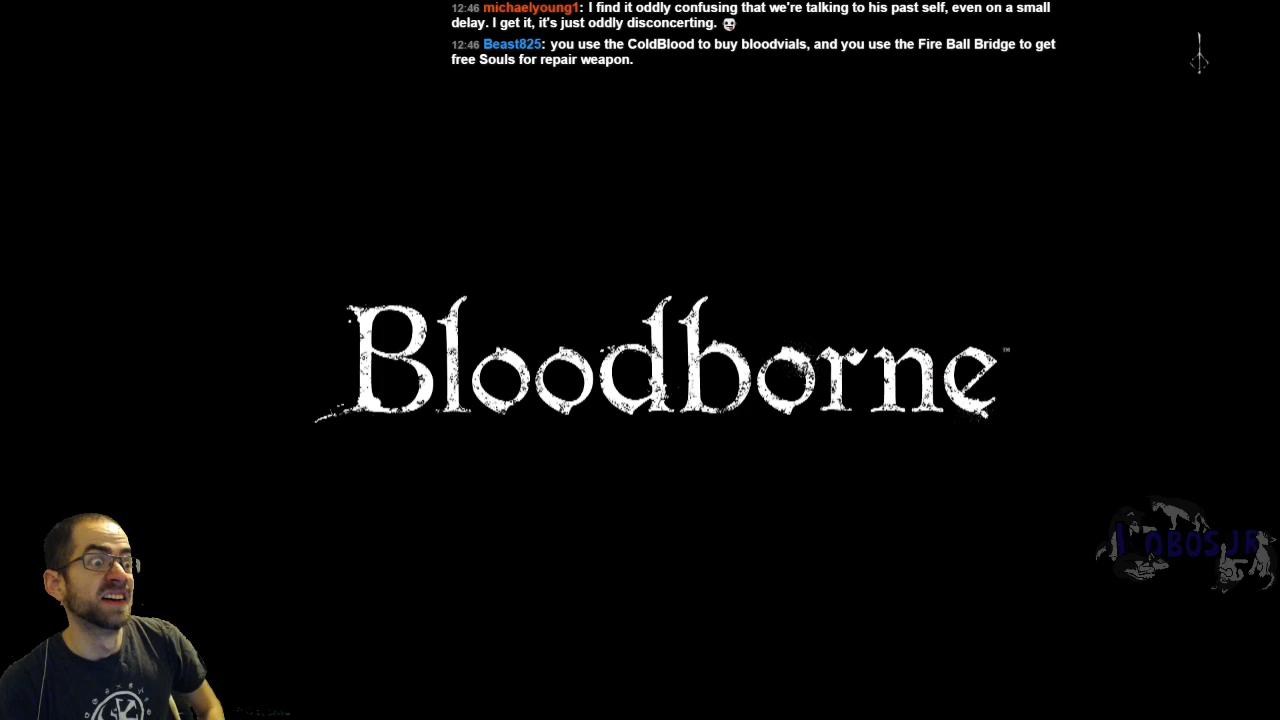 12:46 michaelyoung1: I find it oddly confusing that we're talking to his past self, even on a small
delay. I get it, it's just oddly disconcerting.
12:46 Beast825: you use the ColdBlood to buy bloodvials, and you use the Fire Ball Bridge to get
free Souls for repair weapon.
Bloodborne™
LOBOSJR